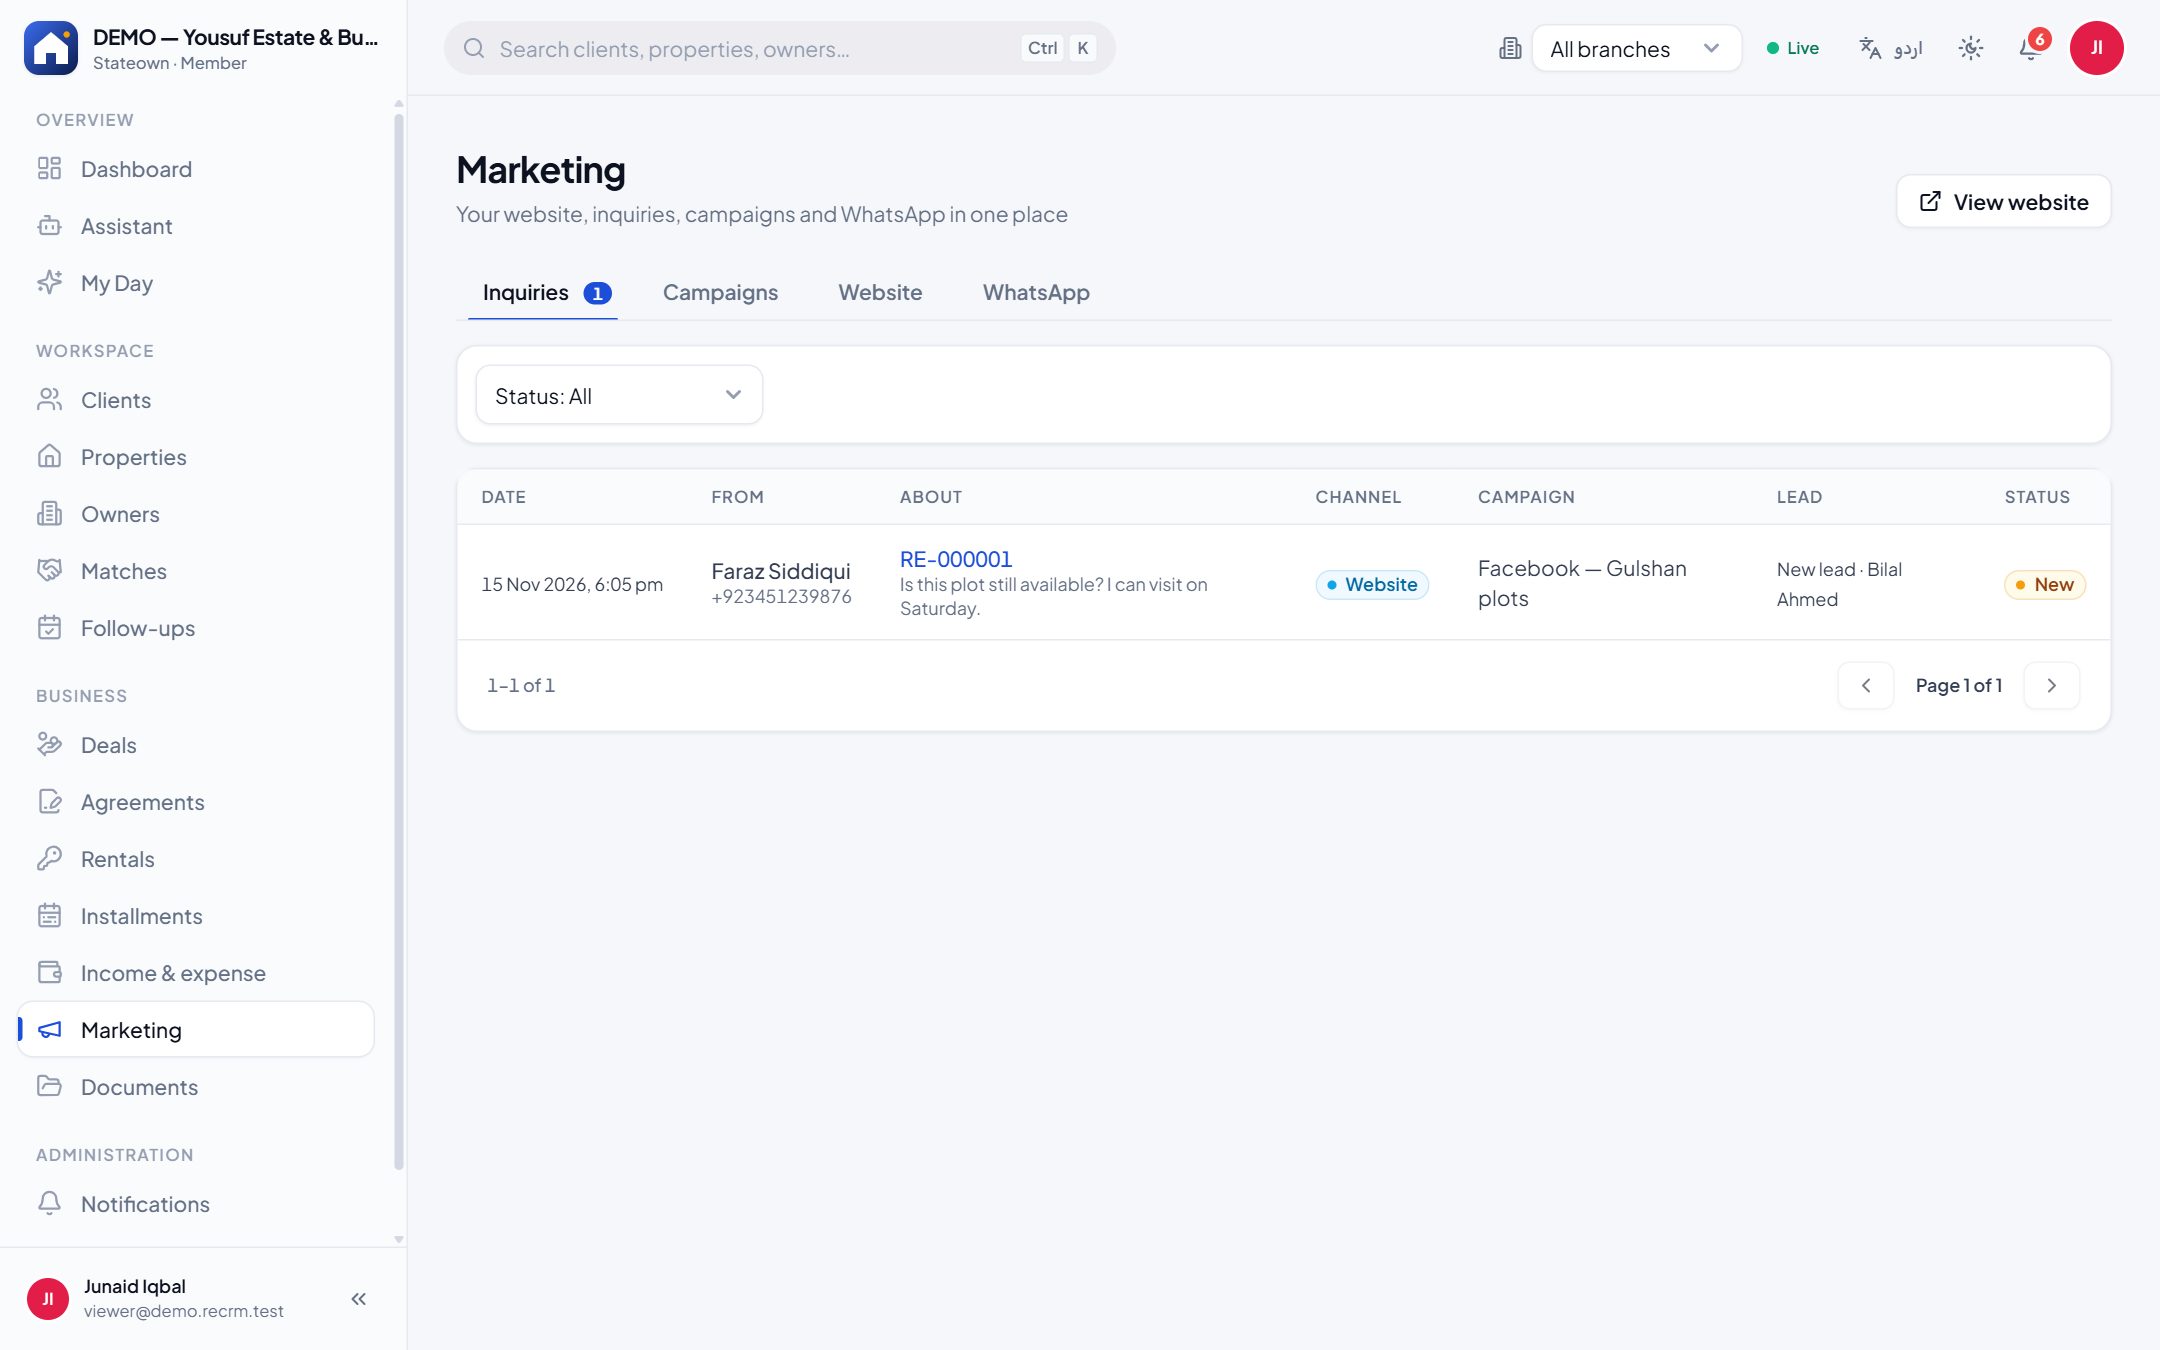 DEMO — Yousuf Estate & Bu...
Stateown · Member
OVERVIEW
Dashboard
Assistant
My Day
WORKSPACE
Clients
Properties
Owners
Matches
Follow-ups
BUSINESS
Deals
Agreements
Rentals
Installments
Income & expense
Marketing
Documents
ADMINISTRATION
Notifications
JI
Junaid Iqbal
viewer@demo.recrm.test
Search clients, properties, owners...
Ctrl K
All branches
Live
اردو
6
JI
Marketing
Your website, inquiries, campaigns and WhatsApp in one place
View website
Inquiries 1
Campaigns
Website
WhatsApp
Status: All
DATE FROM ABOUT CHANNEL CAMPAIGN LEAD STATUS
15 Nov 2026, 6:05 pm
Faraz Siddiqui
+923451239876
RE-000001
Is this plot still available? I can visit on
Saturday.
Website
Facebook — Gulshan
plots
New lead · Bilal
Ahmed
New
1–1 of 1
Page 1 of 1